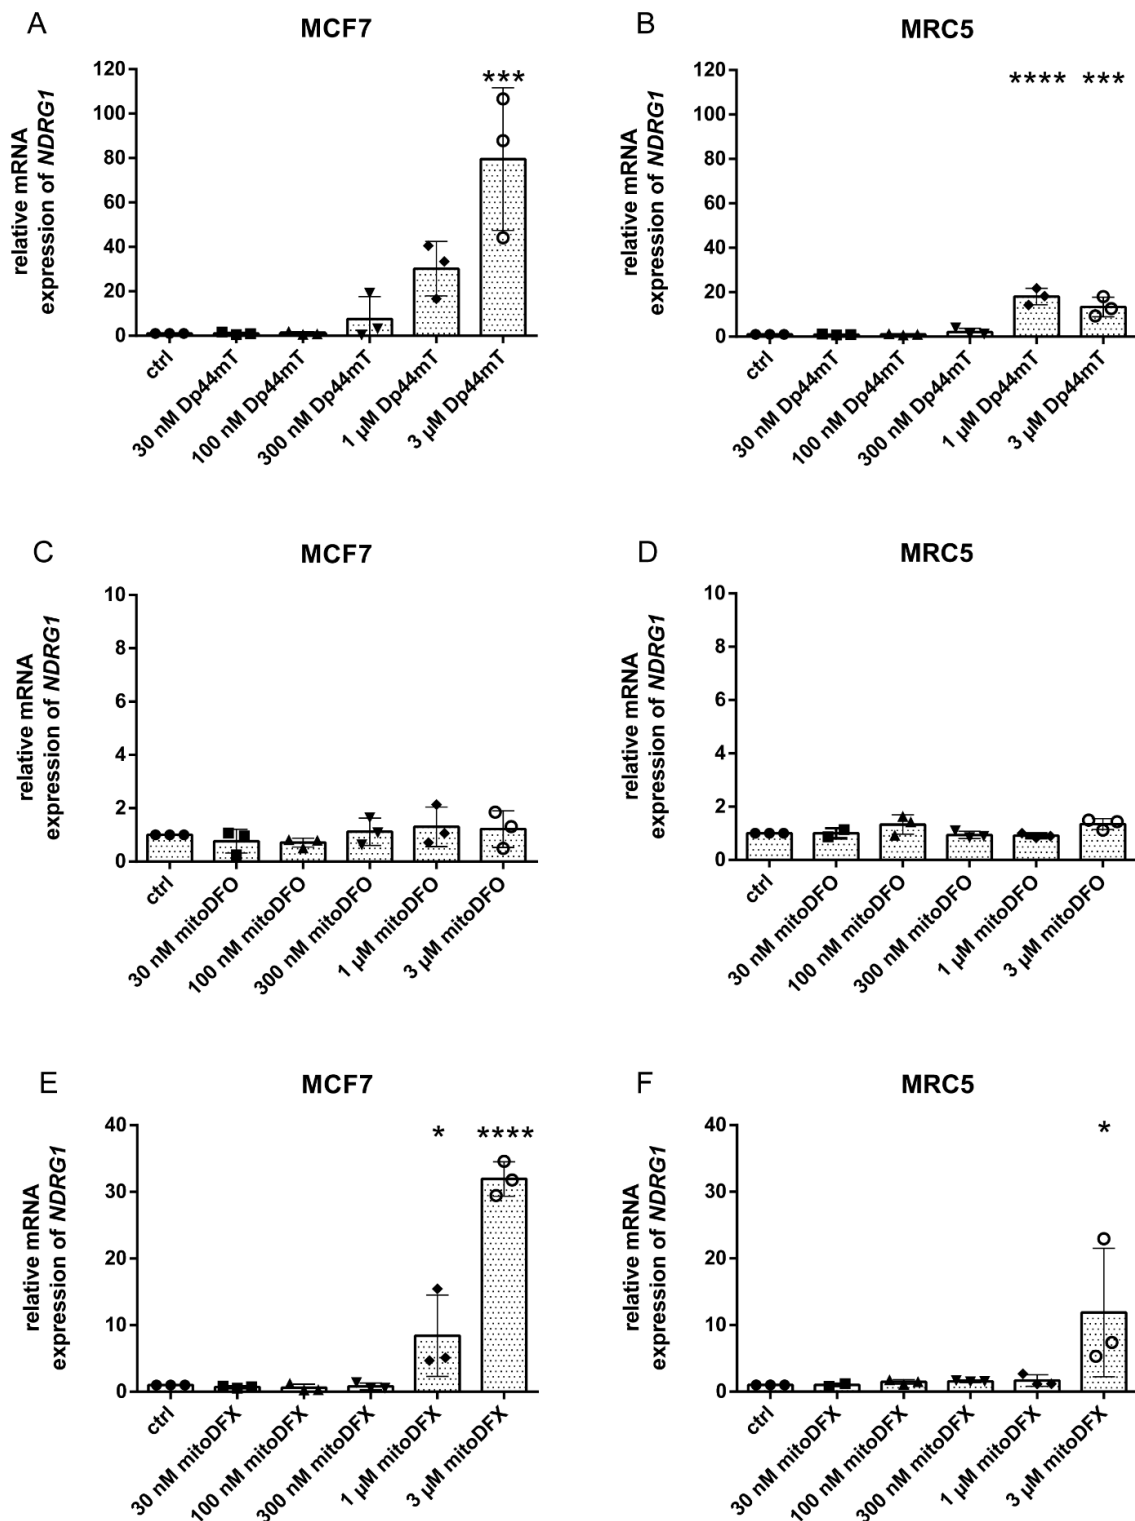 A
MCF7
relative mRNA
expression of NDRG1
120
100
80
60
40
20
0
***
ctrl
30 nM Dp44mT
100 nM Dp44mT
300 nM Dp44mT
1 µM Dp44mT
3 µM Dp44mT
B
MRC5
relative mRNA
expression of NDRG1
120
100
80
60
40
20
0
**** ***
ctrl
30 nM Dp44mT
100 nM Dp44mT
300 nM Dp44mT
1 µM Dp44mT
3 µM Dp44mT
C
MCF7
relative mRNA
expression of NDRG1
10
8
6
4
2
0
ctrl
30 nM mitoDFO
100 nM mitoDFO
300 nM mitoDFO
1 µM mitoDFO
3 µM mitoDFO
D
MRC5
relative mRNA
expression of NDRG1
10
8
6
4
2
0
ctrl
30 nM mitoDFO
100 nM mitoDFO
300 nM mitoDFO
1 µM mitoDFO
3 µM mitoDFO
E
MCF7
relative mRNA
expression of NDRG1
40
30
20
10
0
* ****
ctrl
30 nM mitoDFX
100 nM mitoDFX
300 nM mitoDFX
1 µM mitoDFX
3 µM mitoDFX
F
MRC5
relative mRNA
expression of NDRG1
40
30
20
10
0
*
ctrl
30 nM mitoDFX
100 nM mitoDFX
300 nM mitoDFX
1 µM mitoDFX
3 µM mitoDFX